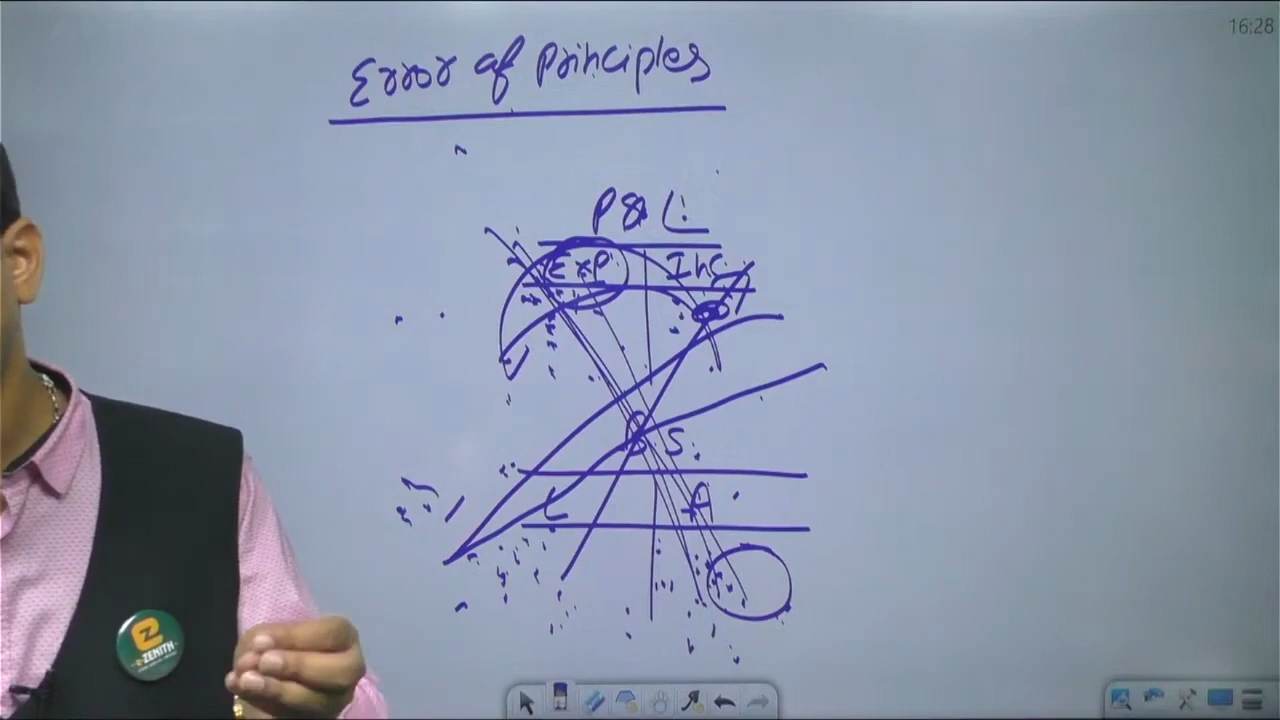 16:28
Error of Principles
P & L
Exp Inc
B S
L A
e ZENITH